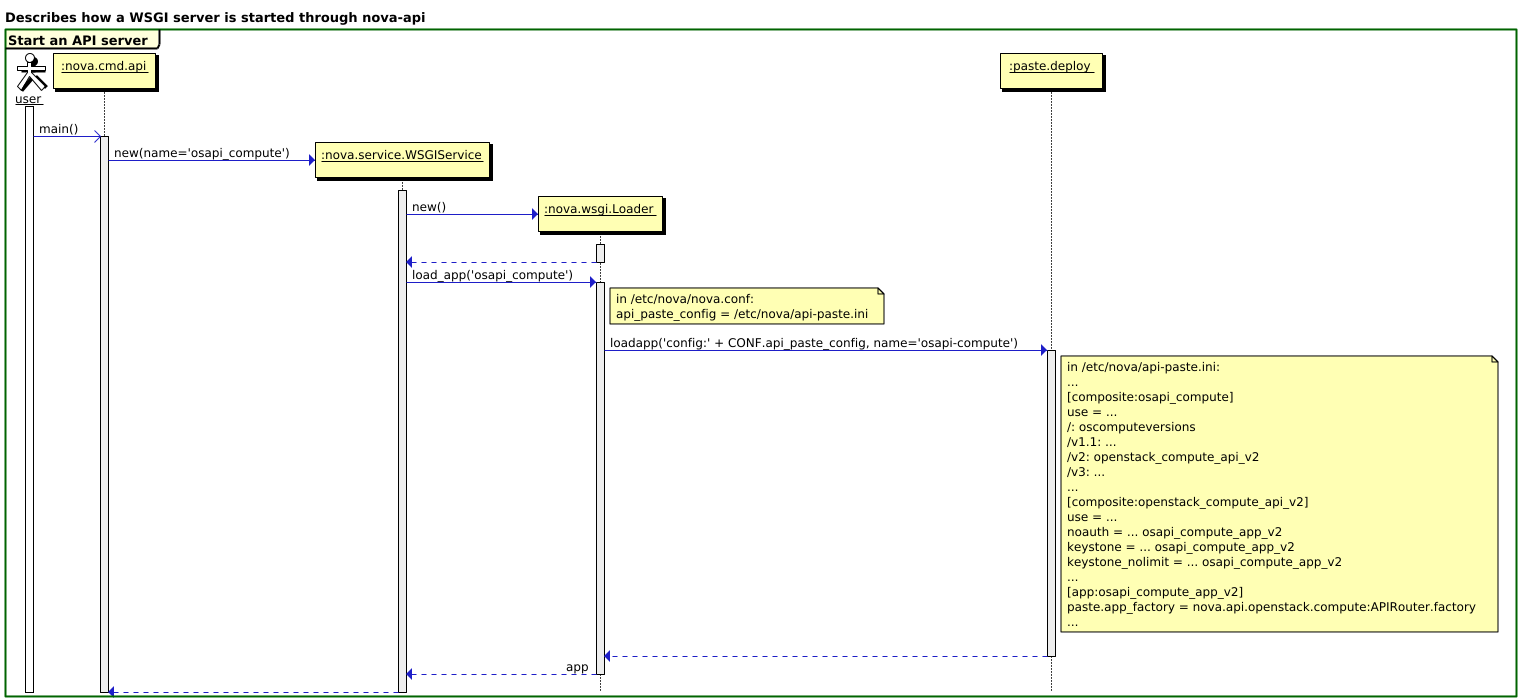 Describes how a WSGI server is started through nova-api
Start an API server
:nova.cmd.api
:paste.deploy
user
main()
new(name='osapi_compute')
:nova.service.WSGIService
new()
:nova.wsgi.Loader
load_app('osapi_compute')
in /etc/nova/nova.conf:
api_paste_config = /etc/nova/api-paste.ini
loadapp('config:' + CONF.api_paste_config, name='osapi-compute')
in /etc/nova/api-paste.ini:
...
[composite:osapi_compute]
use = ...
/: oscomputeversions
/v1.1: ...
/v2: openstack_compute_api_v2
/v3: ...
...
[composite:openstack_compute_api_v2]
use = ...
noauth = ... osapi_compute_app_v2
keystone = ... osapi_compute_app_v2
keystone_nolimit = ... osapi_compute_app_v2
...
[app:osapi_compute_app_v2]
paste.app_factory = nova.api.openstack.compute:APIRouter.factory
...
app